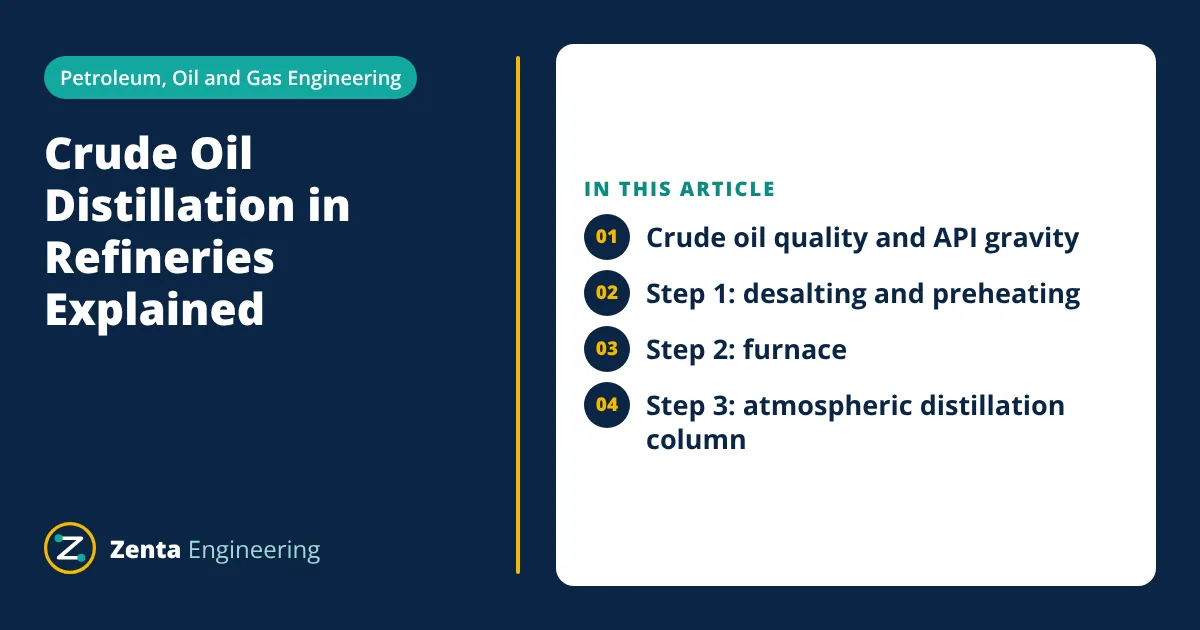 Petroleum, Oil and Gas Engineering
Crude Oil
Distillation in
Refineries
Explained
Z
Zenta Engineering
IN THIS ARTICLE
01 Crude oil quality and API gravity
02 Step 1: desalting and preheating
03 Step 2: furnace
04 Step 3: atmospheric distillation
column